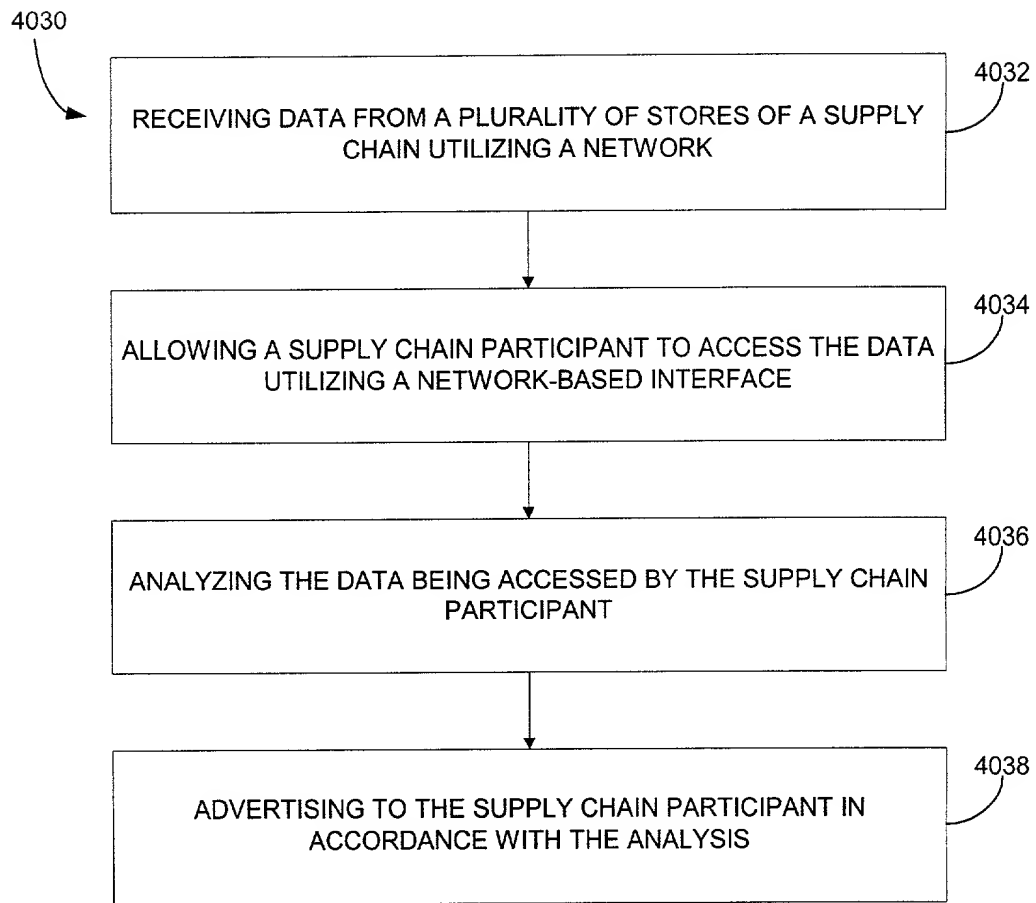 4030
4032
RECEIVING DATA FROM A PLURALITY OF STORES OF A SUPPLY
CHAIN UTILIZING A NETWORK
4034
ALLOWING A SUPPLY CHAIN PARTICIPANT TO ACCESS THE DATA
UTILIZING A NETWORK-BASED INTERFACE
4036
ANALYZING THE DATA BEING ACCESSED BY THE SUPPLY CHAIN
PARTICIPANT
4038
ADVERTISING TO THE SUPPLY CHAIN PARTICIPANT IN
ACCORDANCE WITH THE ANALYSIS